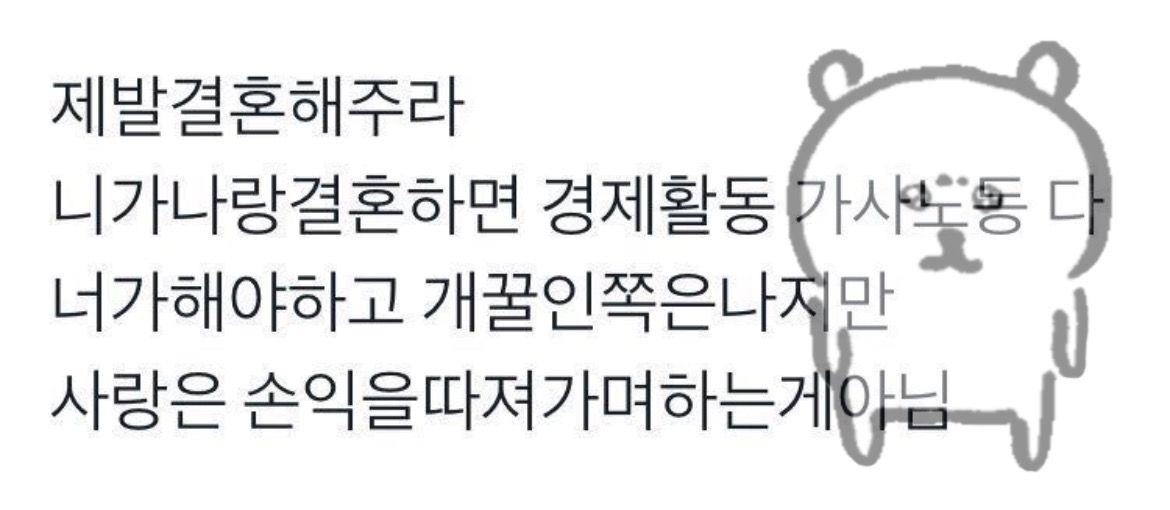 제발결혼해주라
니가나랑결혼하면 경제활동 가사노동 다
너가해야하고 개꿀인쪽은나지만
사랑은 손익을따져가며하는게아님